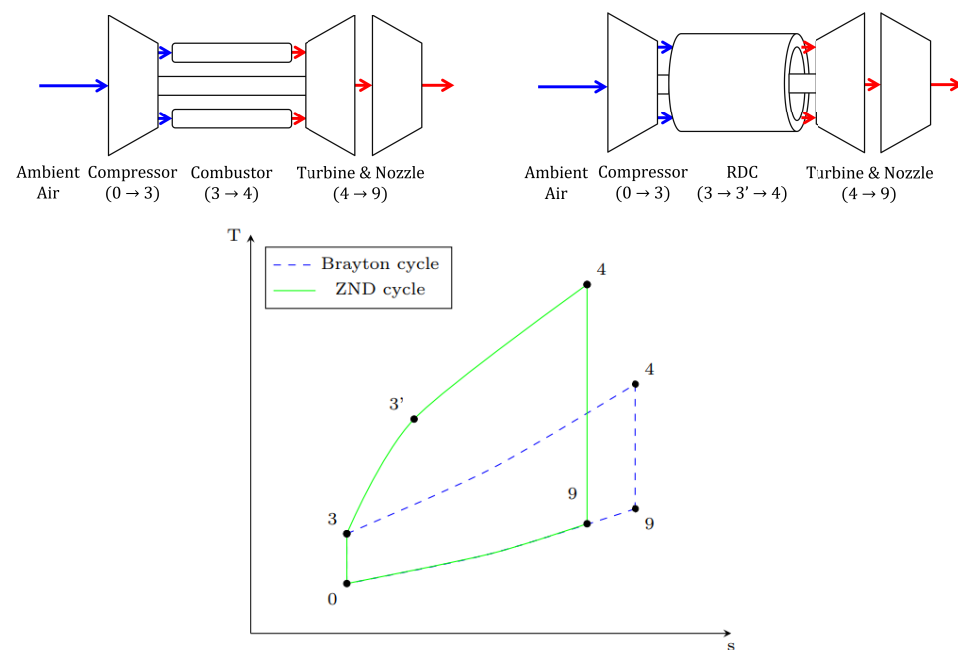 Ambient Air
Compressor (0 → 3)
Combustor (3 → 4)
Turbine & Nozzle (4 → 9)
Ambient Air
Compressor (0 → 3)
RDC (3 → 3′ → 4)
Turbine & Nozzle (4 → 9)
T
Brayton cycle
ZND cycle
4
4
3'
3
9
9
0
s